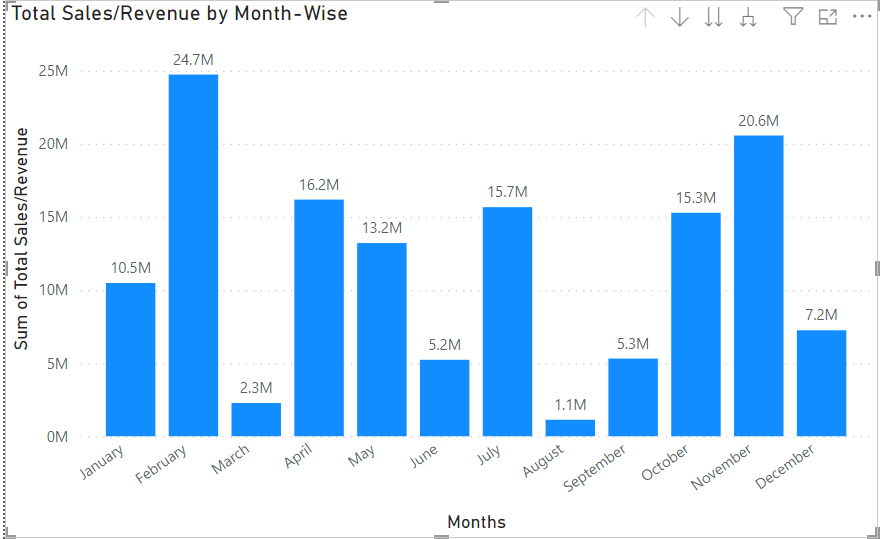 Total Sales/Revenue by Month-Wise
Sum of Total Sales/Revenue
25M
20M
15M
10M
5M
0M
10.5M
24.7M
2.3M
16.2M
13.2M
5.2M
15.7M
1.1M
5.3M
15.3M
20.6M
7.2M
January
February
March
April
May
June
July
August
September
October
November
December
Months